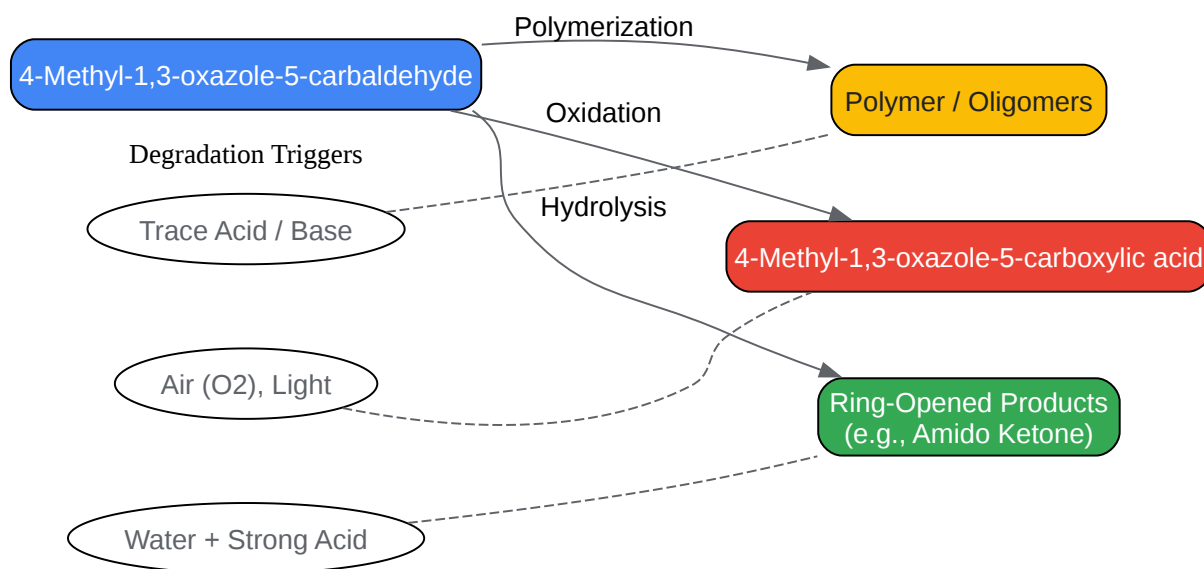 Polymerization
4-Methyl-1,3-oxazole-5-carbaldehyde
Polymer / Oligomers
Oxidation
Degradation Triggers
Hydrolysis
Trace Acid / Base
4-Methyl-1,3-oxazole-5-carboxylic acid
Air (O2), Light
Ring-Opened Products
(e.g., Amido Ketone)
Water + Strong Acid